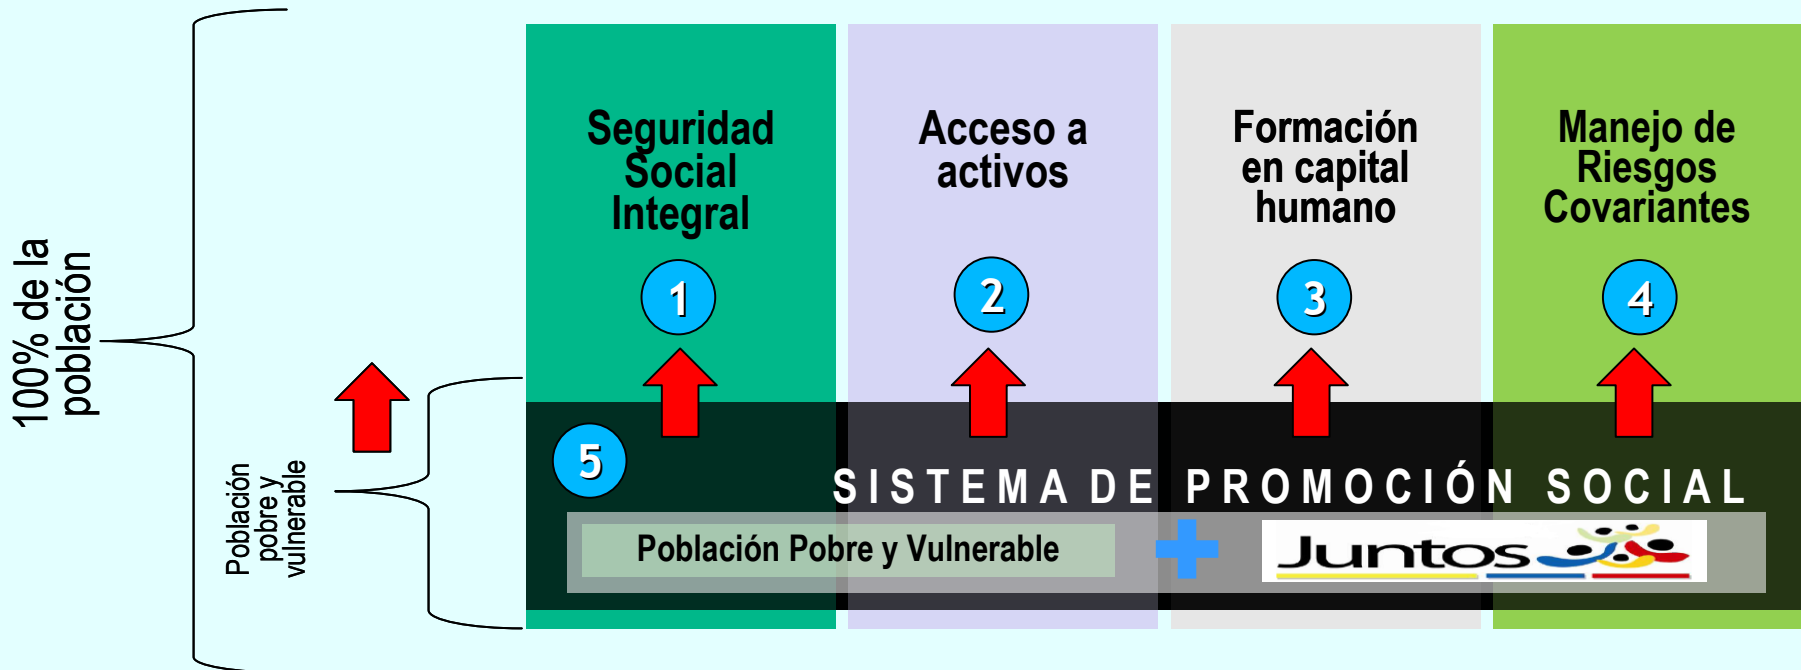 100% de la
población
Población
pobre y
vulnerable
Seguridad
Social
Integral
1
Acceso a
activos
2
Formación
en capital
humano
3
Manejo de
Riesgos
Covariantes
4
5
SISTEMA DE PROMOCIÓN SOCIAL
Población Pobre y Vulnerable
Juntos